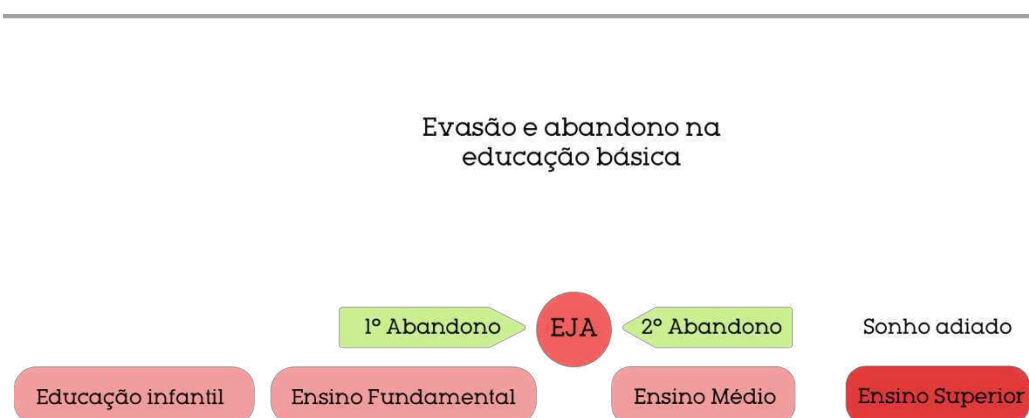 Evasão e abandono na
educação básica
1º Abandono
EJA
2º Abandono
Sonho adiado
Educação infantil
Ensino Fundamental
Ensino Médio
Ensino Superior